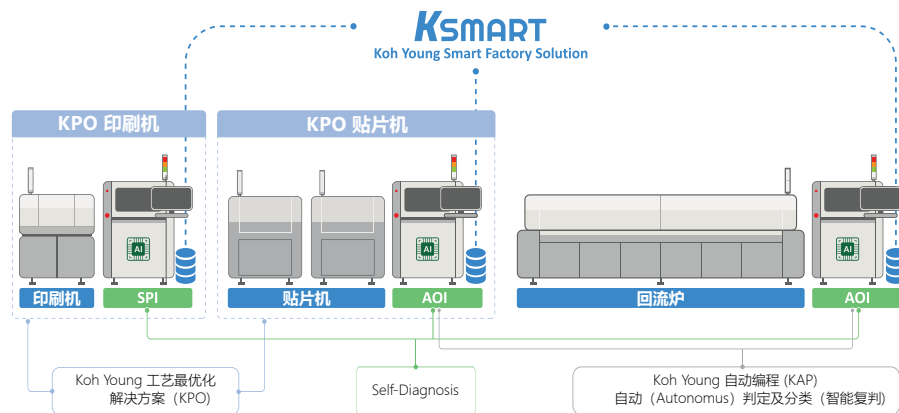 KSMART
Koh Young Smart Factory Solution
KPO 印刷机
KPO 贴片机
AI
AI
AI
印刷机
SPI
贴片机
AOI
回流炉
AOI
Koh Young 工艺最优化
解决方案（KPO）
Self-Diagnosis
Koh Young 自动编程 (KAP)
自动（Autonomus）判定及分类（智能复判）